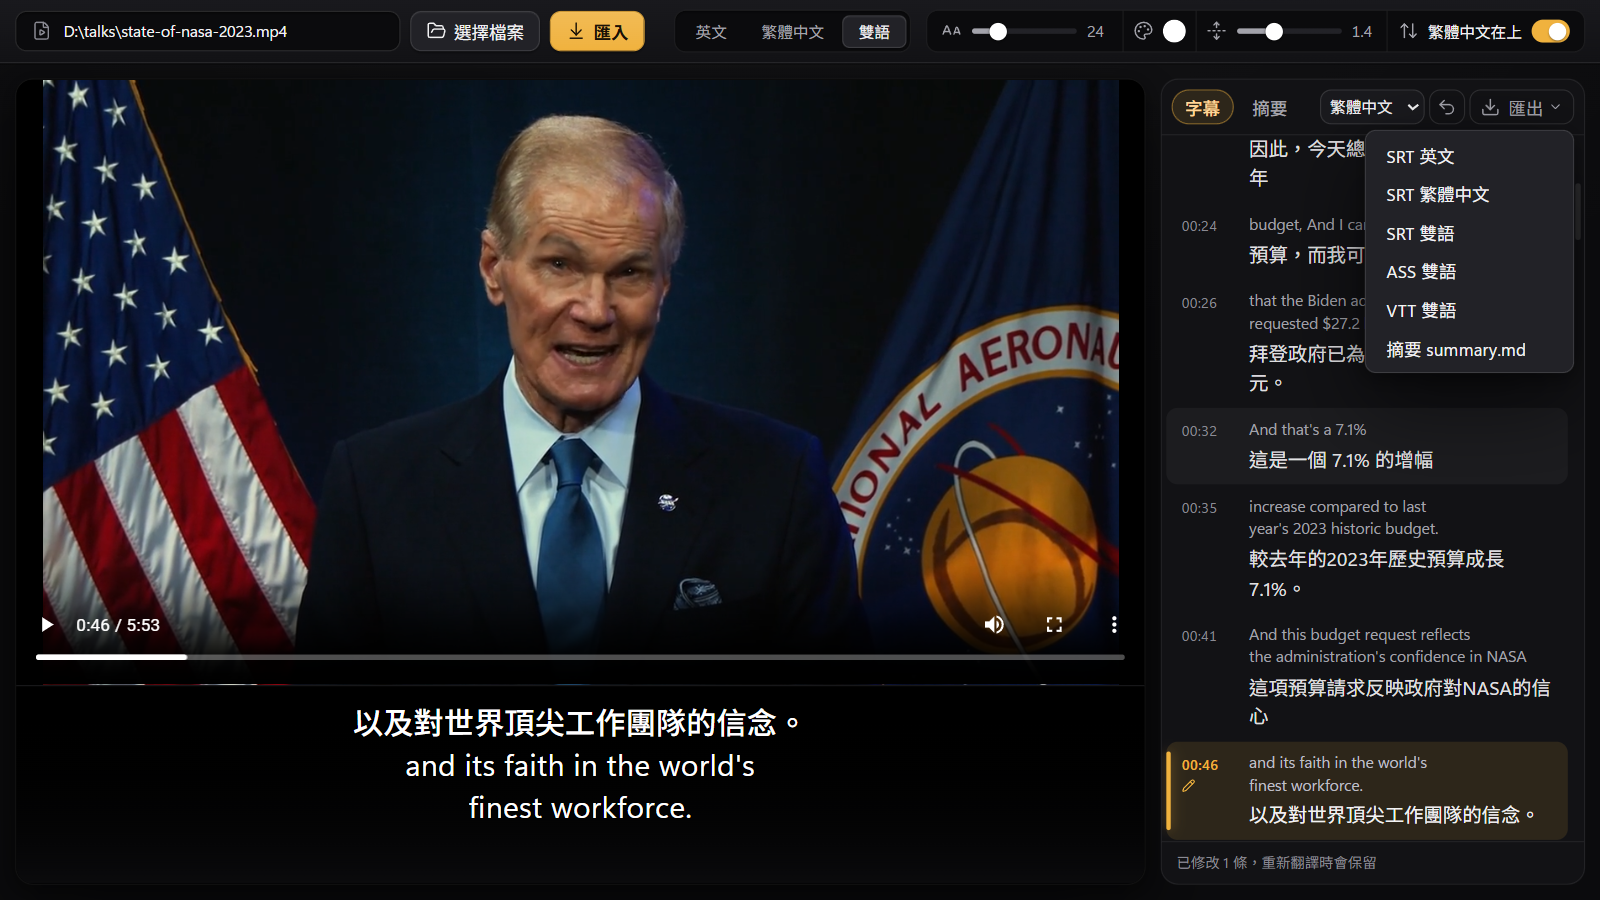 D:\talks\state-of-nasa-2023.mp4
選擇檔案
匯入
英文
繁體中文
雙語
AA
24
1.4
繁體中文在上
NATIONAL AERONAU
0:46 / 5:53
以及對世界頂尖工作團隊的信念。
and its faith in the world's
finest workforce.
字幕
摘要
繁體中文
匯出
SRT 英文
SRT 繁體中文
SRT 雙語
ASS 雙語
VTT 雙語
摘要 summary.md
因此，今天總
年
00:24
budget, And I ca
預算，而我可
00:26
that the Biden ad
requested $27.2
拜登政府已為
元。
00:32
And that's a 7.1%
這是一個 7.1% 的增幅
00:35
increase compared to last
year's 2023 historic budget.
較去年的2023年歷史預算成長
7.1%。
00:41
And this budget request reflects
the administration's confidence in NASA
這項預算請求反映政府對NASA的信
心
00:46
and its faith in the world's
finest workforce.
以及對世界頂尖工作團隊的信念。
已修改 1 條，重新翻譯時會保留